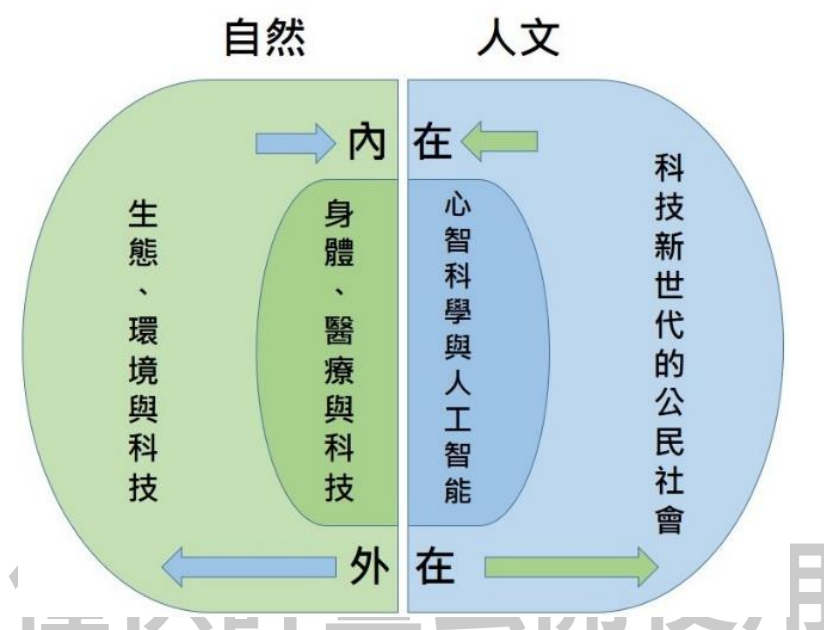 自然
人文
內在
生態、環境與科技
身體、醫療與科技
心智科學與人工智能
科技新世代的公民社會
外在